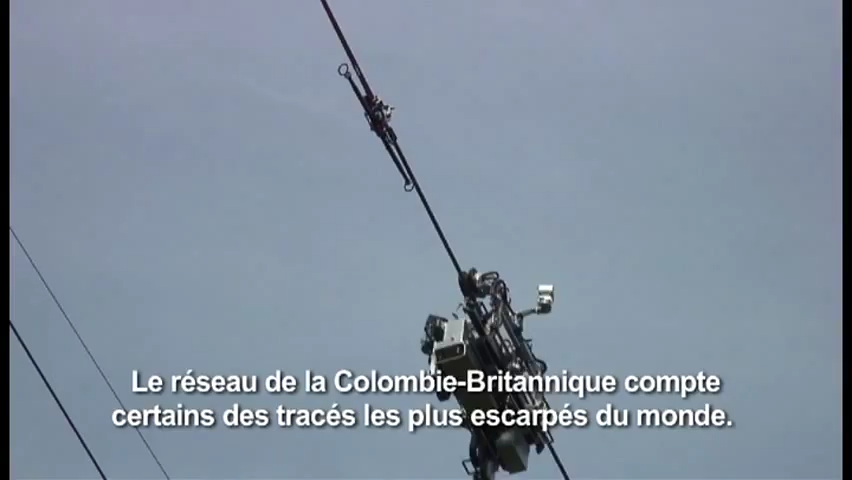 Le réseau de la Colombie-Britannique compte
certains des tracés les plus escarpés du monde.